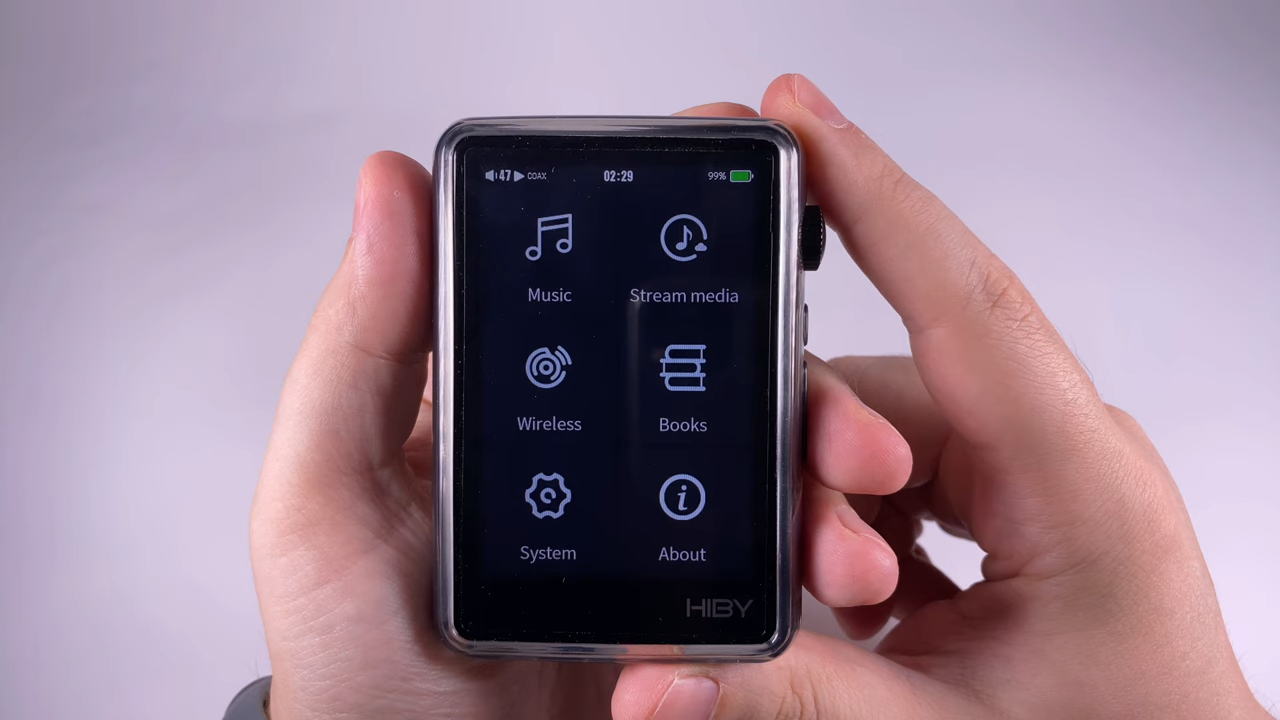 47 COAX 02:29 99%
Music Stream media
Wireless Books
System About
HIBY